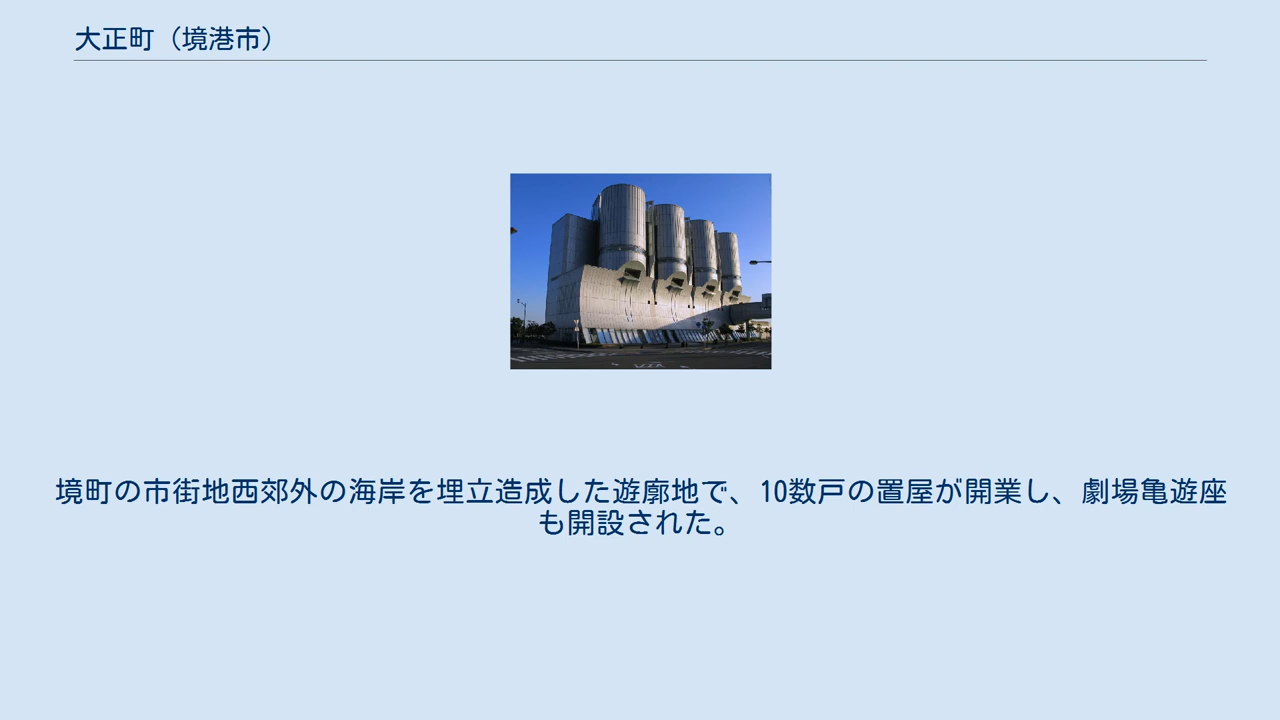 大正町（境港市）
境町の市街地西郊外の海岸を埋立造成した遊廓地で、10数戸の置屋が開業し、劇場亀遊座
も開設された。